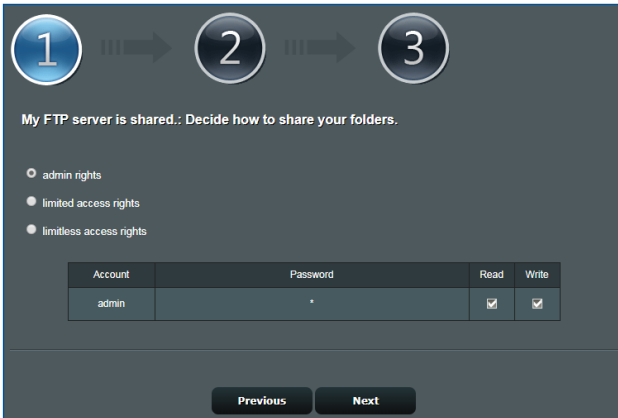 1 2 3
My FTP server is shared.: Decide how to share your folders.
admin rights
limited access rights
limitless access rights
Account Password Read Write
admin *
Previous Next